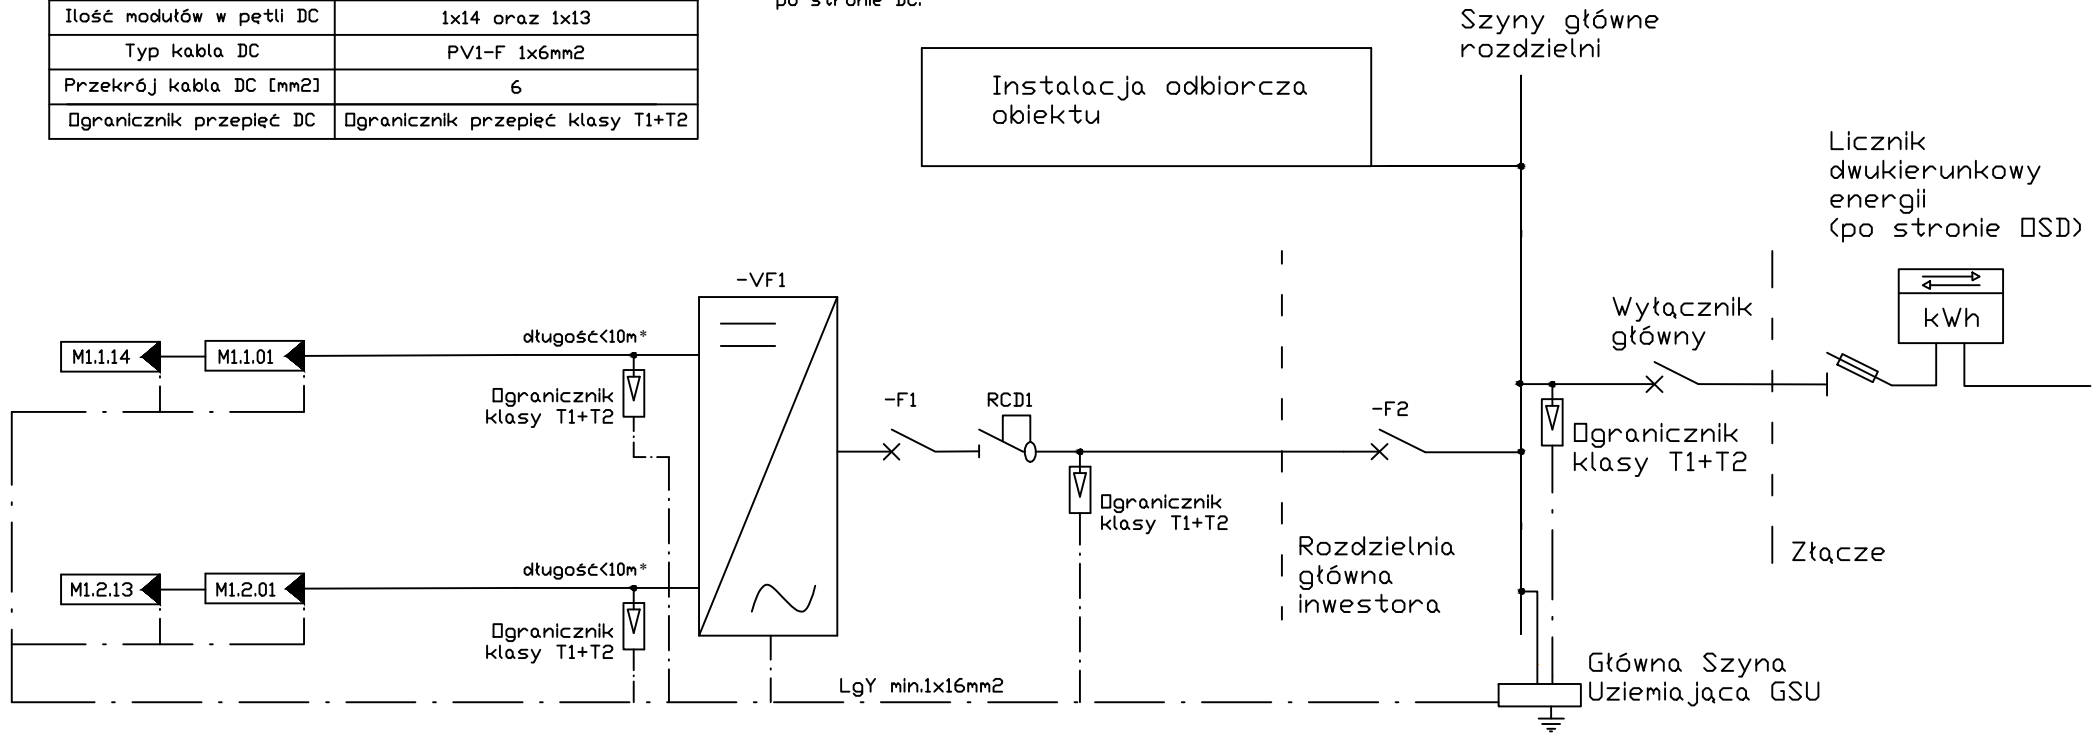 Ilość modułów w pętli DC 1x14 oraz 1x13
Typ kabla DC PV1-F 1x6mm2
Przekrój kabla DC [mm2] 6
Ogranicznik przepięć DC Ogranicznik przepięć klasy T1+T2
po stronie DC.
Szyny główne
rozdzielni
Instalacja odbiorcza
obiektu
Licznik
dwukierunkowy
energii
(po stronie OSD)
kWh
Wyłącznik
główny
-VF1
długość<10m*
M1.1.14
M1.1.01
Ogranicznik
klasy T1+T2
-F1
RCD1
-F2
Ogranicznik
klasy T1+T2
Ogranicznik
klasy T1+T2
Rozdzielnia
główna
inwestora
Złącze
długość<10m*
M1.2.13
M1.2.01
Ogranicznik
klasy T1+T2
LgY min.1x16mm2
Główna Szyna
Uziemiająca GSU